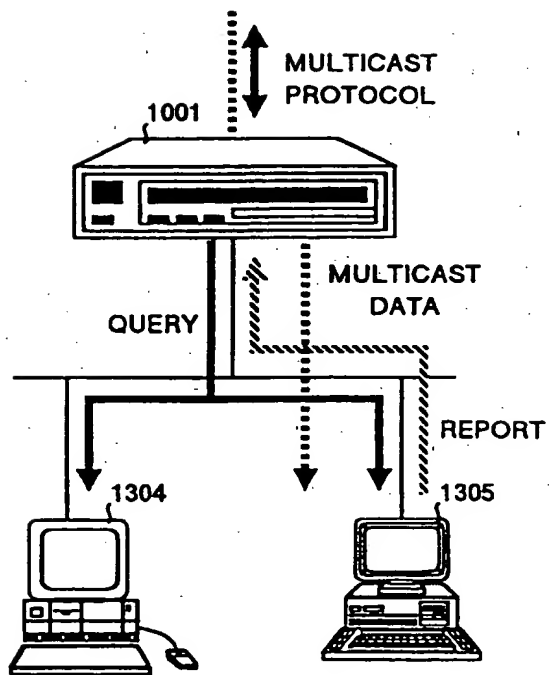 MULTICAST
PROTOCOL
1001
MULTICAST
DATA
QUERY
REPORT
1304
1305